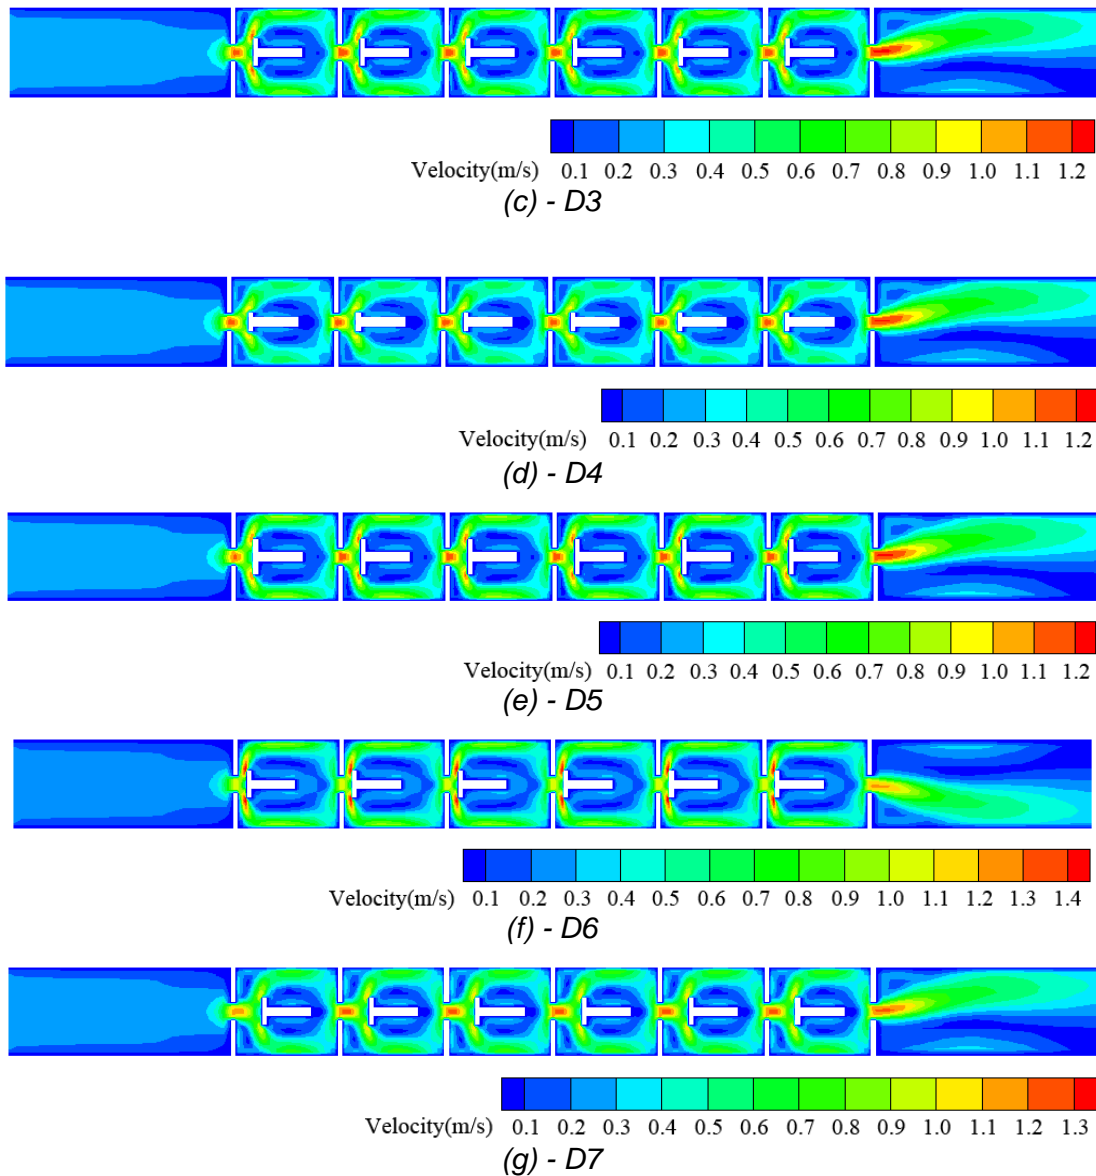 Velocity(m/s) 0.1 0.2 0.3 0.4 0.5 0.6 0.7 0.8 0.9 1.0 1.1 1.2
(c) - D3
Velocity(m/s) 0.1 0.2 0.3 0.4 0.5 0.6 0.7 0.8 0.9 1.0 1.1 1.2
(d) - D4
Velocity(m/s) 0.1 0.2 0.3 0.4 0.5 0.6 0.7 0.8 0.9 1.0 1.1 1.2
(e) - D5
Velocity(m/s) 0.1 0.2 0.3 0.4 0.5 0.6 0.7 0.8 0.9 1.0 1.1 1.2 1.3 1.4
(f) - D6
Velocity(m/s) 0.1 0.2 0.3 0.4 0.5 0.6 0.7 0.8 0.9 1.0 1.1 1.2 1.3
(g) - D7